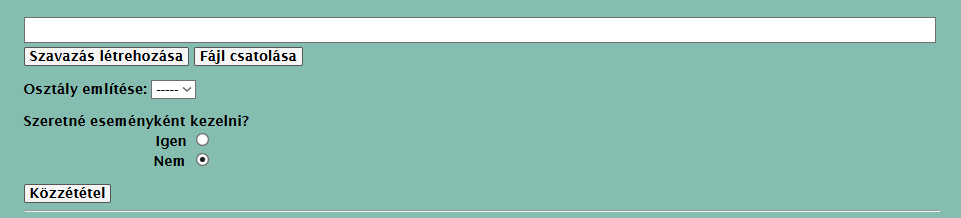 Szavazás létrehozása Fájl csatolása
Osztály említése: -----
Szeretné eseményként kezelni?
Igen
Nem
Közzététel